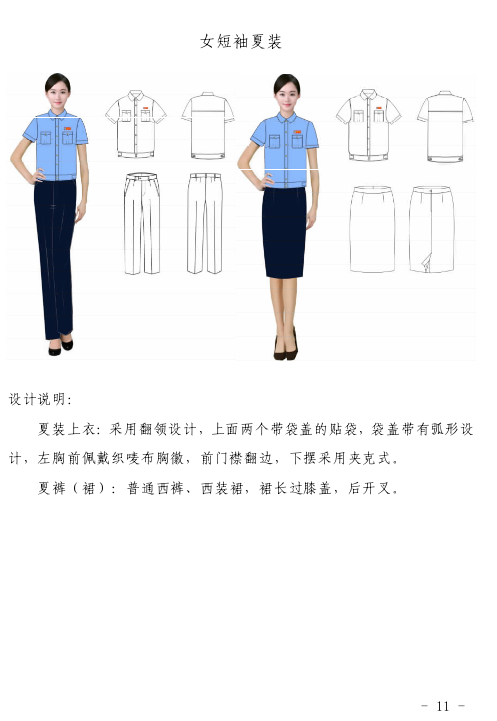 女短袖夏装
设计说明：
夏装上衣：采用翻领设计，上面两个带袋盖的贴袋，袋盖带有弧形设
计，左胸前佩戴织唛布胸徽，前门襟翻边，下摆采用夹克式。
夏裤（裙）：普通西裤、西装裙，裙长过膝盖，后开叉。
- 11 -